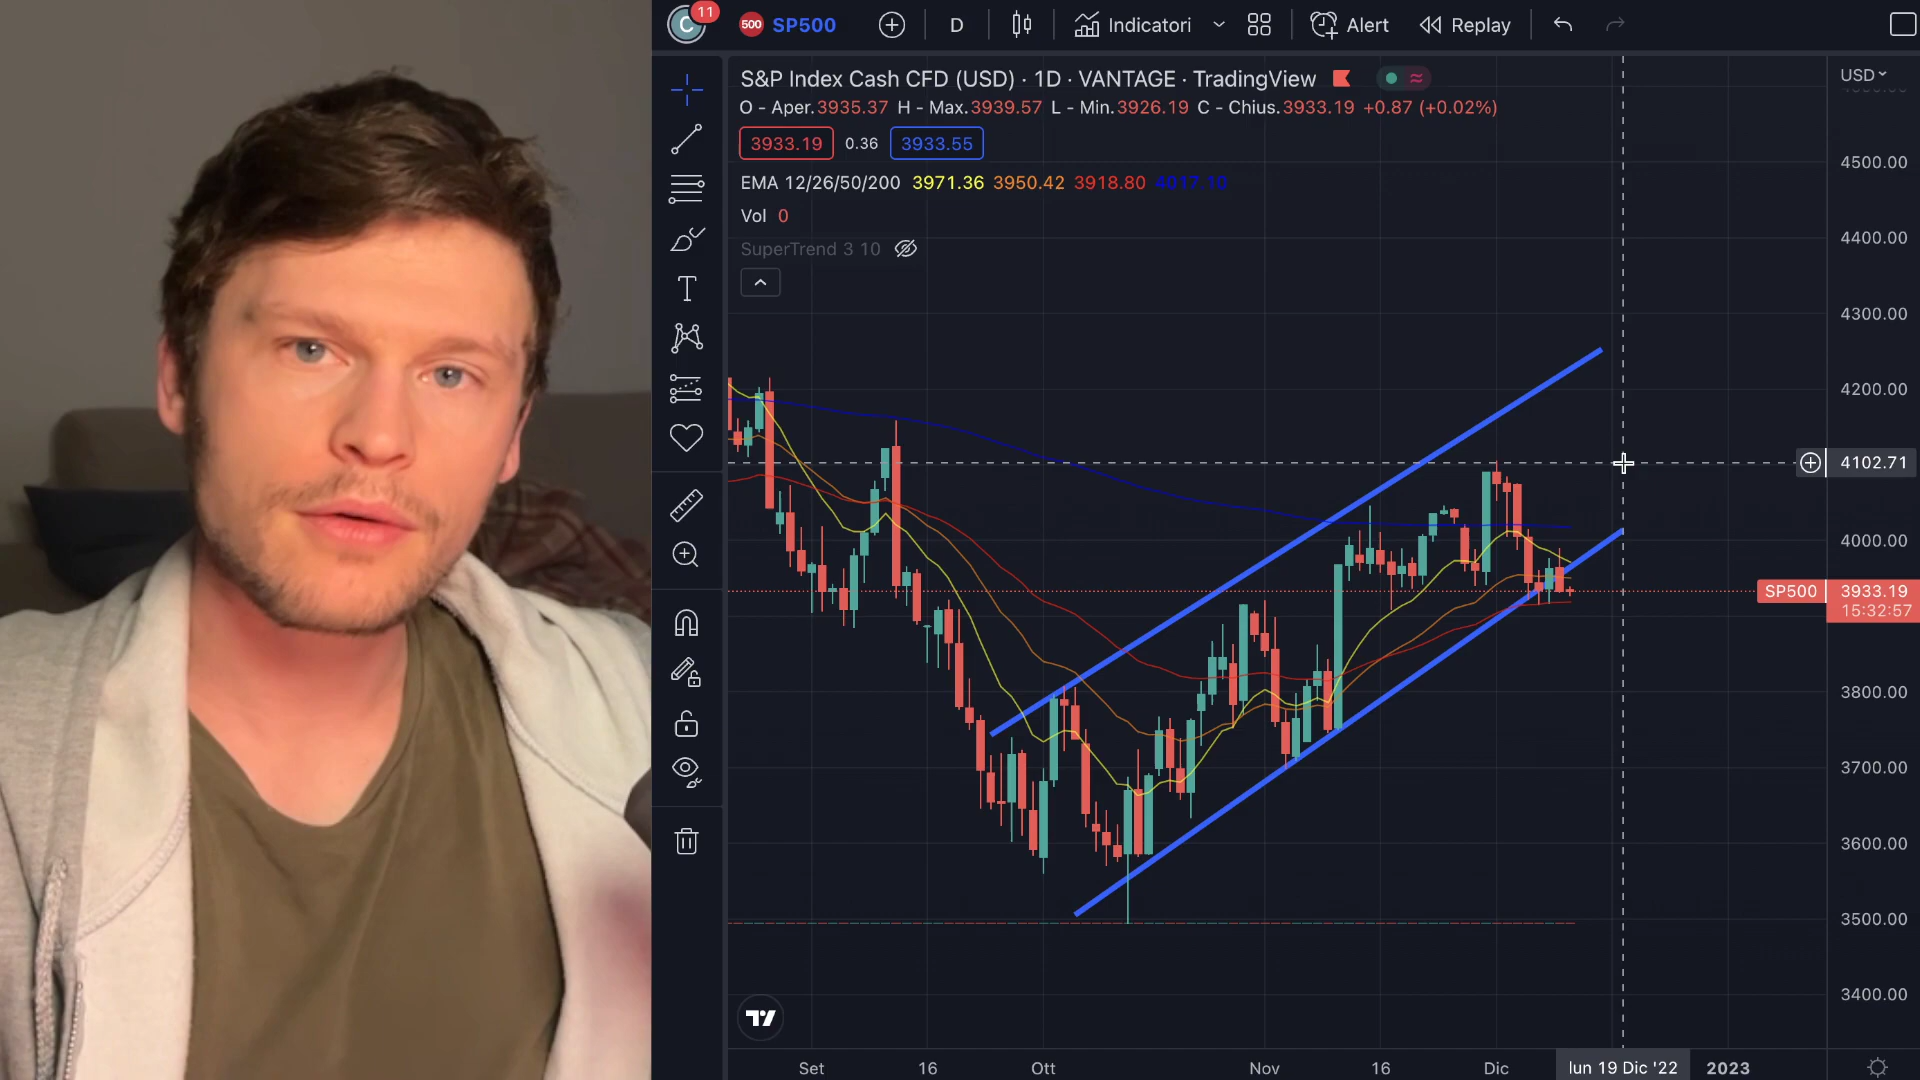 C 11 500 SP500 D Indicatori Alert Replay
S&P Index Cash CFD (USD) · 1D · VANTAGE · TradingView
O - Aper.3935.37 H - Max.3939.57 L - Min.3926.19 C - Chius.3933.19 +0.87 (+0.02%)
3933.19 0.36 3933.55
EMA 12/26/50/200 3971.36 3950.42 3918.80 4017.10
Vol 0
SuperTrend 3 10
USD
4500.00
4400.00
4300.00
4200.00
4102.71
4000.00
SP500 3933.19
15:32:57
3800.00
3700.00
3600.00
3500.00
3400.00
Set 16 Ott Nov 16 Dic lun 19 Dic '22 2023